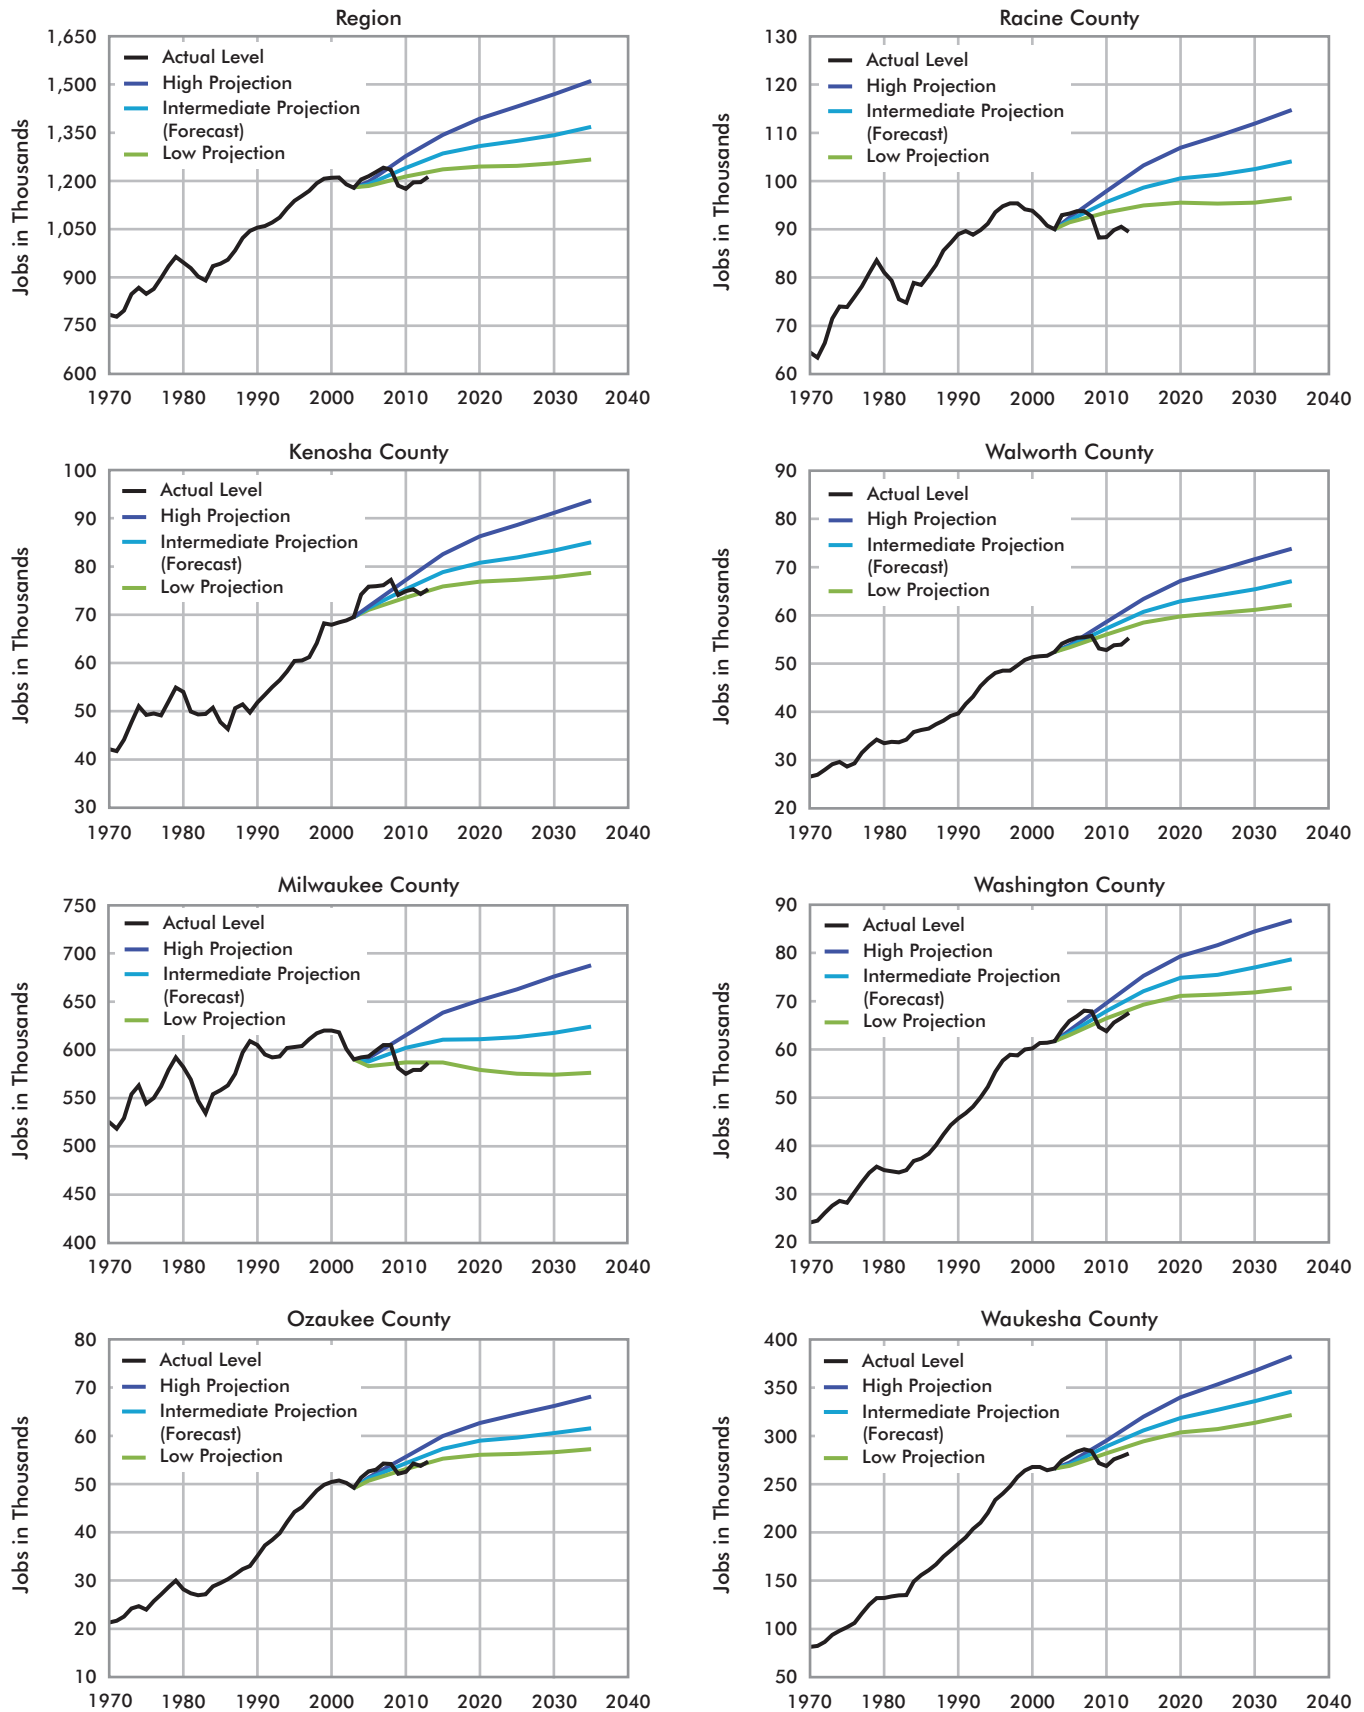 Region
1,650
1,500
1,350
1,200
1,050
900
750
600
Jobs in Thousands
Actual Level
High Projection
Intermediate Projection
(Forecast)
Low Projection
1970 1980 1990 2000 2010 2020 2030 2040
Racine County
130
120
110
100
90
80
70
60
Jobs in Thousands
Actual Level
High Projection
Intermediate Projection
(Forecast)
Low Projection
1970 1980 1990 2000 2010 2020 2030 2040
Kenosha County
100
90
80
70
60
50
40
30
Jobs in Thousands
Actual Level
High Projection
Intermediate Projection
(Forecast)
Low Projection
1970 1980 1990 2000 2010 2020 2030 2040
Walworth County
90
80
70
60
50
40
30
20
Jobs in Thousands
Actual Level
High Projection
Intermediate Projection
(Forecast)
Low Projection
1970 1980 1990 2000 2010 2020 2030 2040
Milwaukee County
750
700
650
600
550
500
450
400
Jobs in Thousands
Actual Level
High Projection
Intermediate Projection
(Forecast)
Low Projection
1970 1980 1990 2000 2010 2020 2030 2040
Washington County
90
80
70
60
50
40
30
20
Jobs in Thousands
Actual Level
High Projection
Intermediate Projection
(Forecast)
Low Projection
1970 1980 1990 2000 2010 2020 2030 2040
Ozaukee County
80
70
60
50
40
30
20
10
Jobs in Thousands
Actual Level
High Projection
Intermediate Projection
(Forecast)
Low Projection
1970 1980 1990 2000 2010 2020 2030 2040
Waukesha County
400
350
300
250
200
150
100
50
Jobs in Thousands
Actual Level
High Projection
Intermediate Projection
(Forecast)
Low Projection
1970 1980 1990 2000 2010 2020 2030 2040